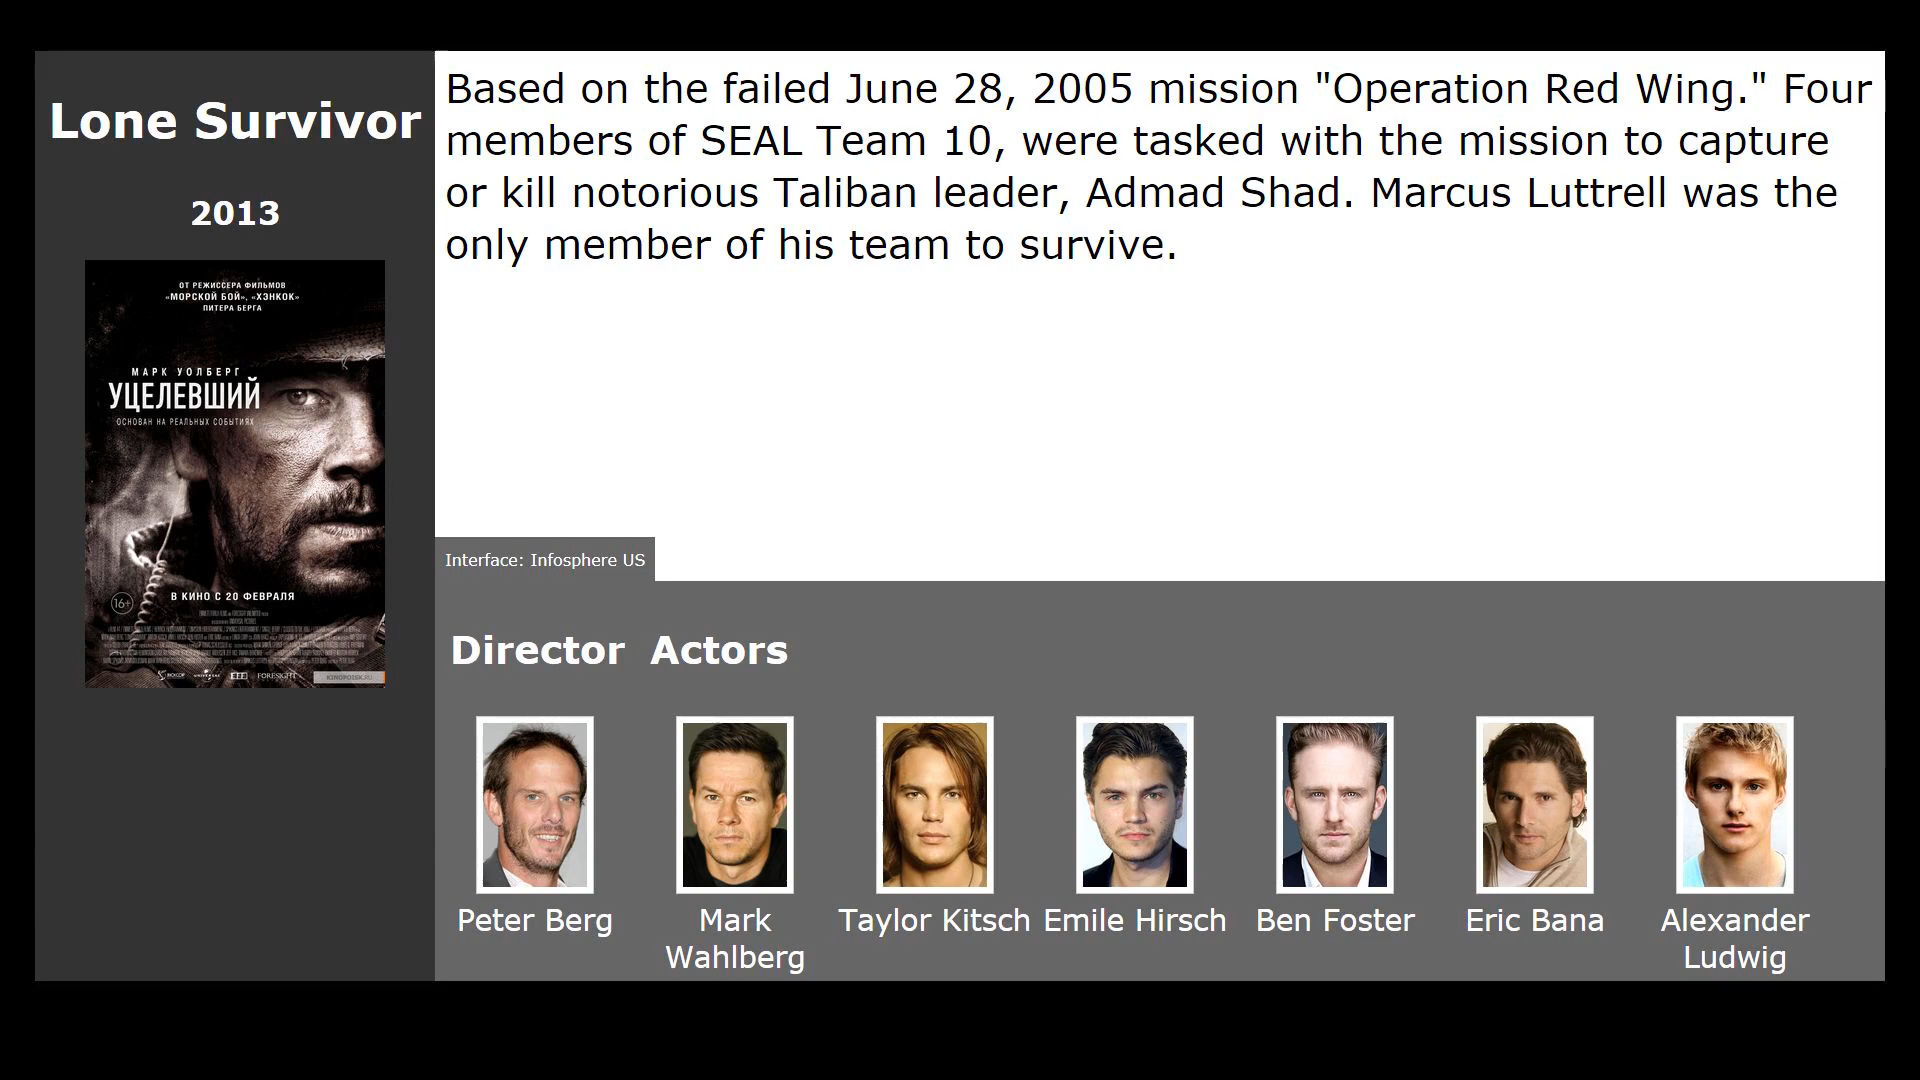 Lone Survivor
2013
ОТ РЕЖИССЕРА ФИЛЬМОВ
«МОРСКОЙ БОЙ», «ХЭНКОК»
ПИТЕРА БЕРГА
МАРК УОЛБЕРГ
УЦЕЛЕВШИЙ
ОСНОВАН НА РЕАЛЬНЫХ СОБЫТИЯХ
16+
В КИНО С 20 ФЕВРАЛЯ
UNIVERSAL
FORESIGHT
KINOPOISK.RU
Based on the failed June 28, 2005 mission "Operation Red Wing." Four
members of SEAL Team 10, were tasked with the mission to capture
or kill notorious Taliban leader, Admad Shad. Marcus Luttrell was the
only member of his team to survive.
Interface: Infosphere US
Director Actors
Peter Berg
Mark
Wahlberg
Taylor Kitsch
Emile Hirsch
Ben Foster
Eric Bana
Alexander
Ludwig